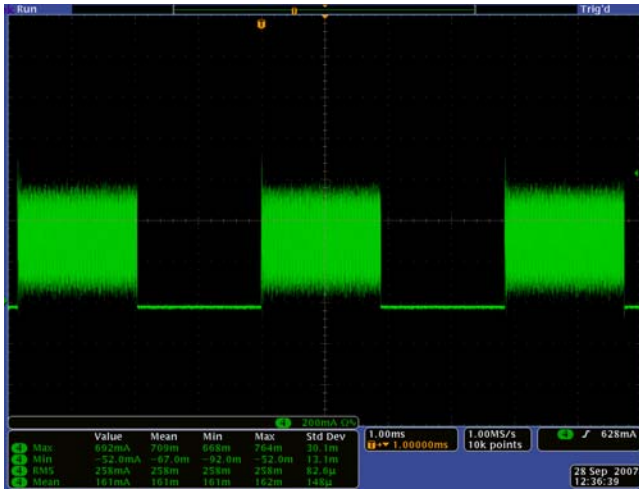 Run Trig'd
T
4 200mA Ω
Value Mean Min Max Std Dev
4 Max 692mA 709m 668m 764m 30.1m
4 Min −52.0mA −67.0m −92.0m −52.0m 13.1m
4 RMS 258mA 258m 258m 258m 82.6µ
4 Mean 161mA 161m 161m 162m 148µ
1.00ms
T→▼ 1.00000ms
1.00MS/s
10k points
4 ∫ 628mA
28 Sep 2007
12:36:39